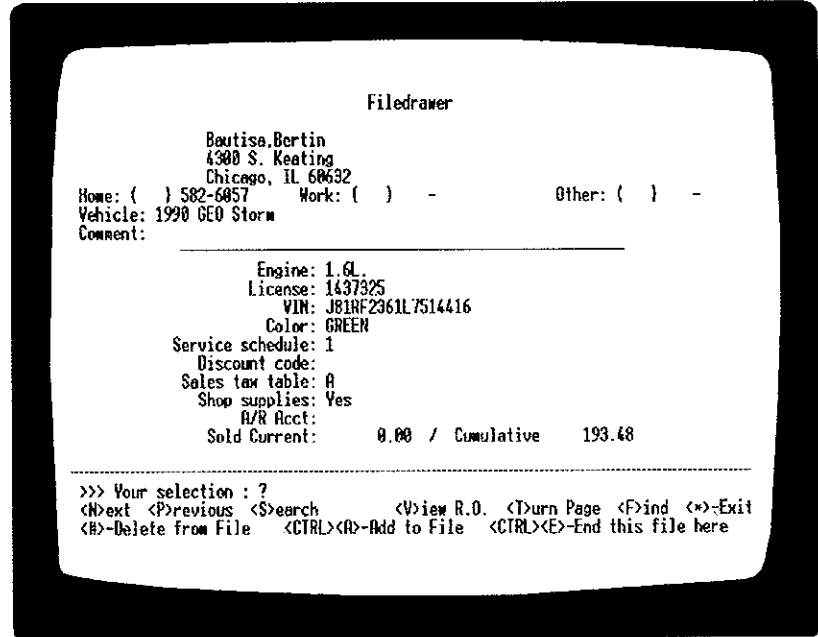 Filedrawer
Bautisa,Bertin
4300 S. Keating
Chicago, IL 60632
Home: (   ) 582-6057   Work: (   )   -   Other: (   )   -
Vehicle: 1990 GEO Storm
Comment:
Engine: 1.6L.
License: 1437325
VIN: J81RF2361L7514416
Color: GREEN
Service schedule: 1
Discount code:
Sales tax table: A
Shop supplies: Yes
A/R Acct:
Sold Current: 0.00 / Cumulative 193.48
>>> Your selection : ?
<N>ext <P>revious <S>earch <V>iew R.O. <T>urn Page <F>ind <*>-Exit
<#>-Delete from File <CTRL><A>-Add to File <CTRL><E>-End this file here